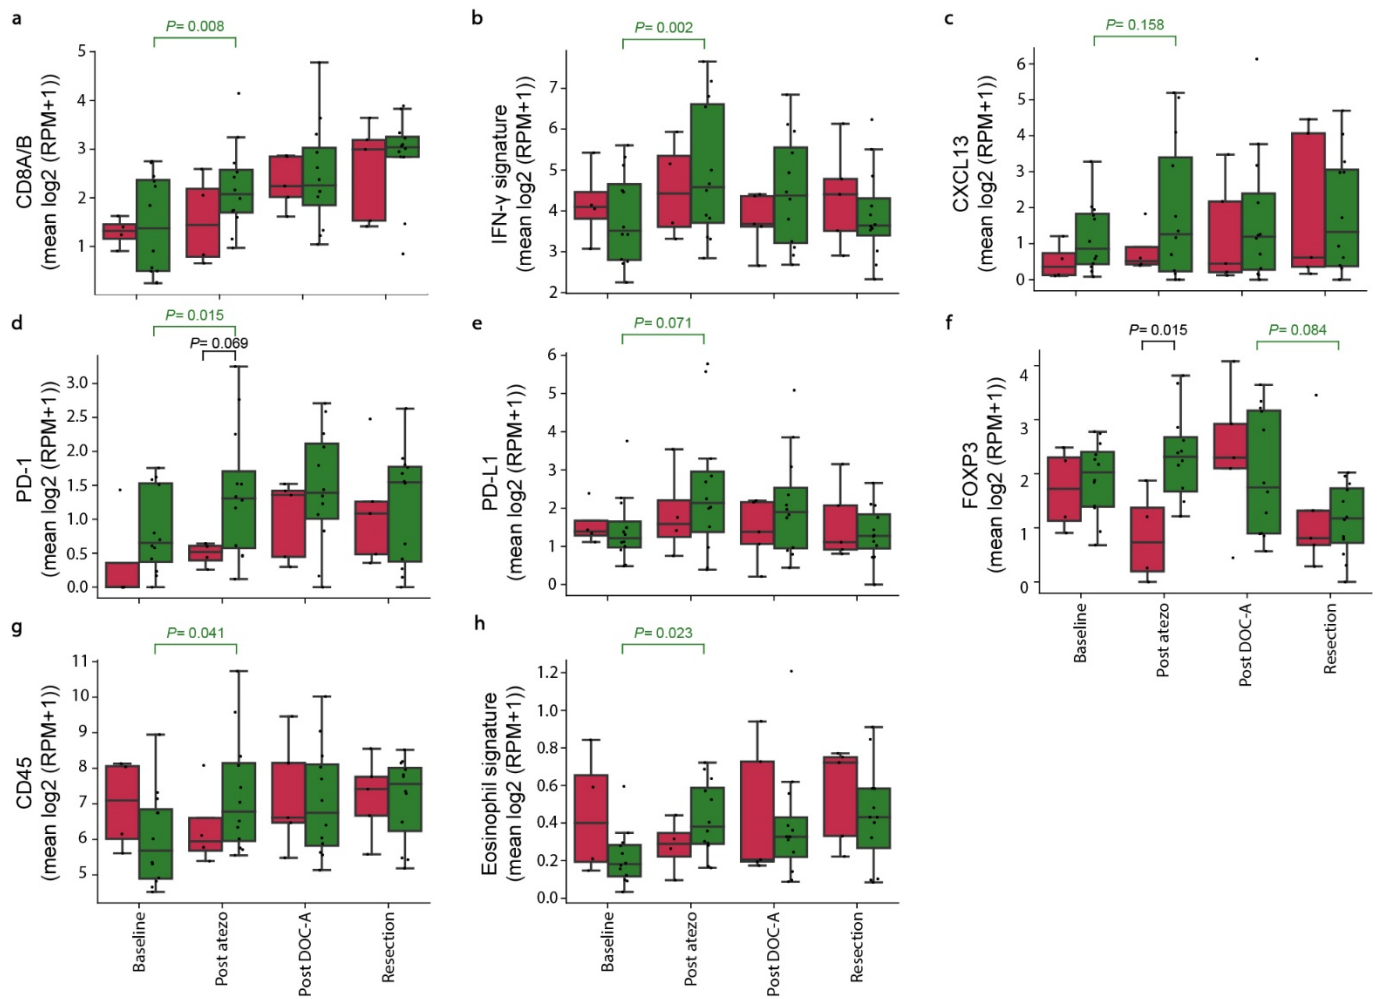 a
P= 0.008
CD8A/B
(mean log2 (RPM+1))
5
4
3
2
1
b
P= 0.002
IFN-γ signature
(mean log2 (RPM+1))
7
6
5
4
3
2
c
P= 0.158
CXCL13
(mean log2 (RPM+1))
6
5
4
3
2
1
0
d
P= 0.015
P= 0.069
PD-1
(mean log2 (RPM+1))
3.0
2.5
2.0
1.5
1.0
0.5
0.0
e
P= 0.071
PD-L1
(mean log2 (RPM+1))
6
5
4
3
2
1
0
f
P= 0.015
P= 0.084
FOXP3
(mean log2 (RPM+1))
4
2
1
0
Baseline
Post atezo
Post DOC-A
Resection
g
P= 0.041
CD45
(mean log2 (RPM+1))
11
10
9
8
7
6
5
Baseline
Post atezo
Post DOC-A
Resection
h
P= 0.023
Eosinophil signature
(mean log2 (RPM+1))
1.2
1.0
0.8
0.6
0.4
0.2
0.0
Baseline
Post atezo
Post DOC-A
Resection